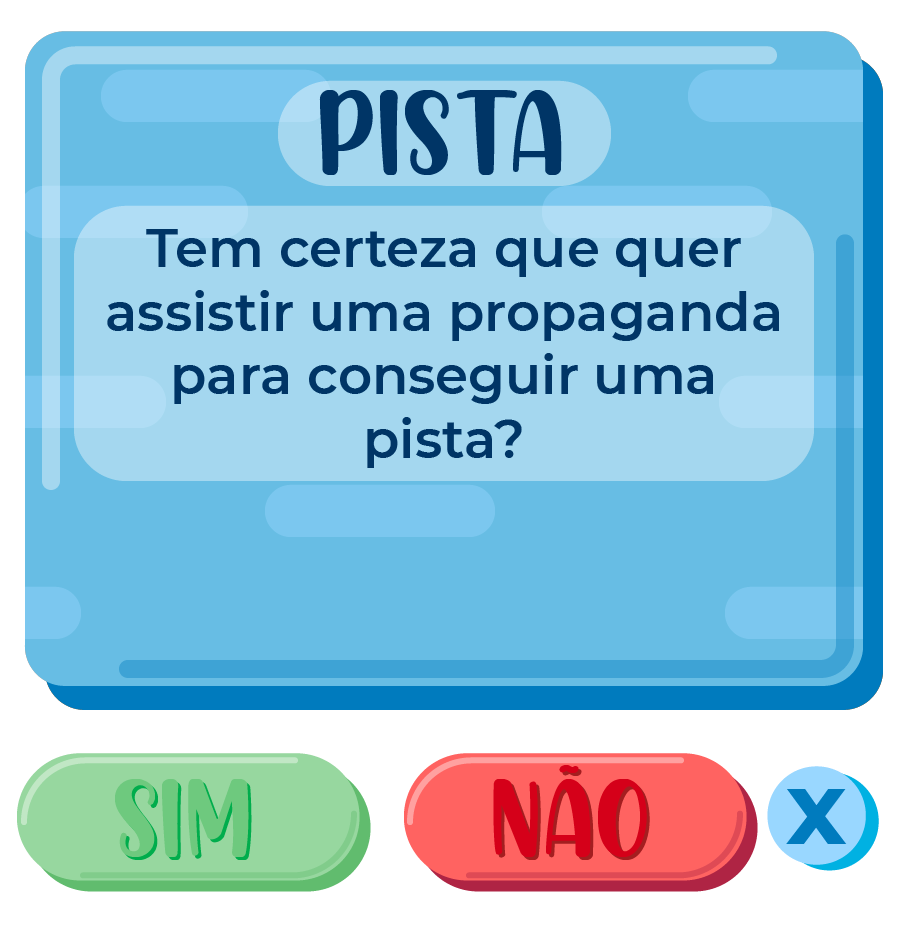 PISTA
Tem certeza que quer
assistir uma propaganda
para conseguir uma
pista?
SIM
NÃO
X